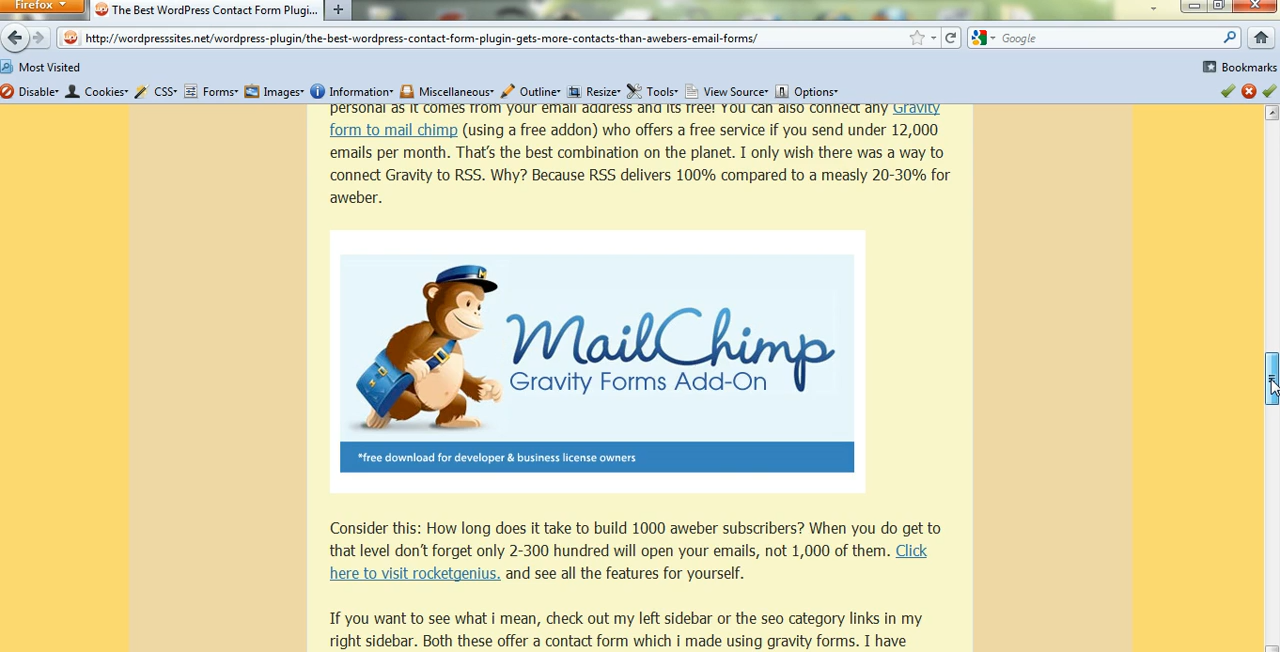 Firefox
The Best WordPress Contact Form Plugi...
http://wordpresssites.net/wordpress-plugin/the-best-wordpress-contact-form-plugin-gets-more-contacts-than-awebers-email-forms/
Google
Most Visited
Bookmarks
Disable Cookies CSS Forms Images Information Miscellaneous Outline Resize Tools View Source Options
personal as it comes from your email address and its free! You can also connect any Gravity
form to mail chimp (using a free addon) who offers a free service if you send under 12,000
emails per month. That's the best combination on the planet. I only wish there was a way to
connect Gravity to RSS. Why? Because RSS delivers 100% compared to a measly 20-30% for
aweber.
MailChimp
Gravity Forms Add-On
*free download for developer & business license owners
Consider this: How long does it take to build 1000 aweber subscribers? When you do get to
that level don't forget only 2-300 hundred will open your emails, not 1,000 of them. Click
here to visit rocketgenius. and see all the features for yourself.
If you want to see what i mean, check out my left sidebar or the seo category links in my
right sidebar. Both these offer a contact form which i made using gravity forms. I have